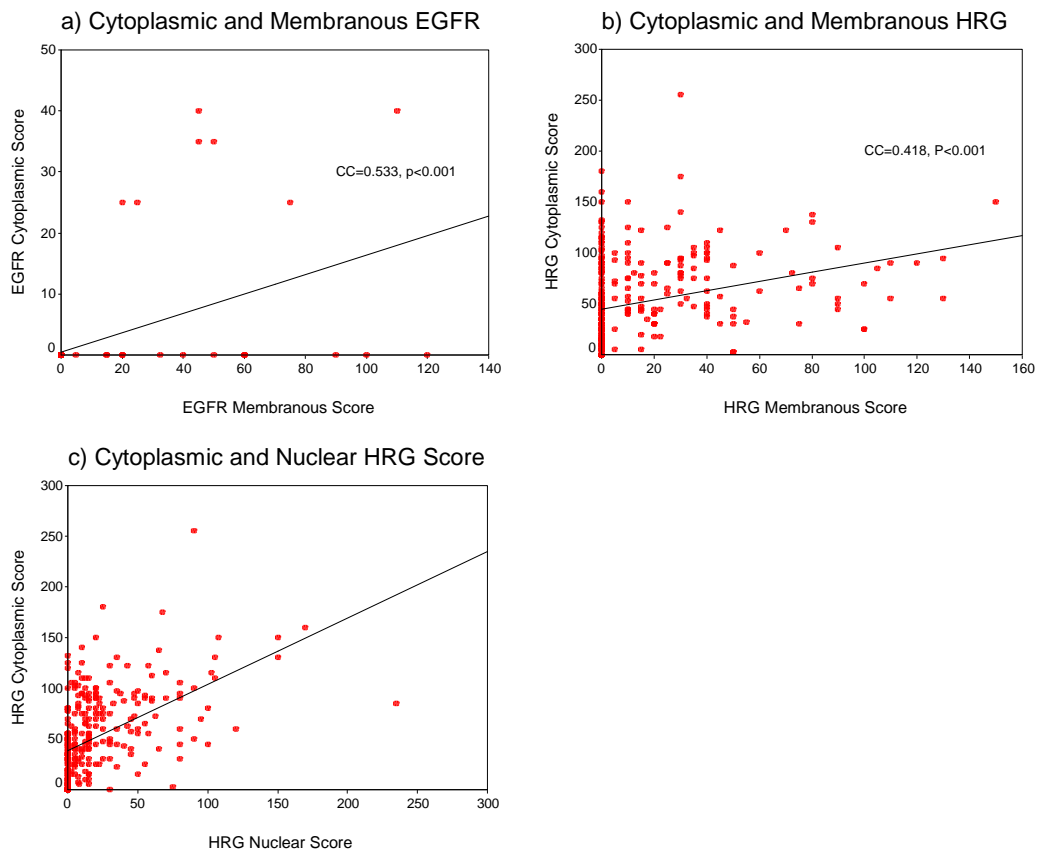 a) Cytoplasmic and Membranous EGFR
50
40
30
20
10
0
EGFR Cytoplasmic Score
CC=0.533, p<0.001
0 20 40 60 80 100 120 140
EGFR Membranous Score
b) Cytoplasmic and Membranous HRG
300
250
200
150
100
50
0
HRG Cytoplasmic Score
CC=0.418, P<0.001
0 20 40 60 80 100 120 140 160
HRG Membranous Score
c) Cytoplasmic and Nuclear HRG Score
300
250
200
150
100
50
0
HRG Cytoplasmic Score
0 50 100 150 200 250 300
HRG Nuclear Score